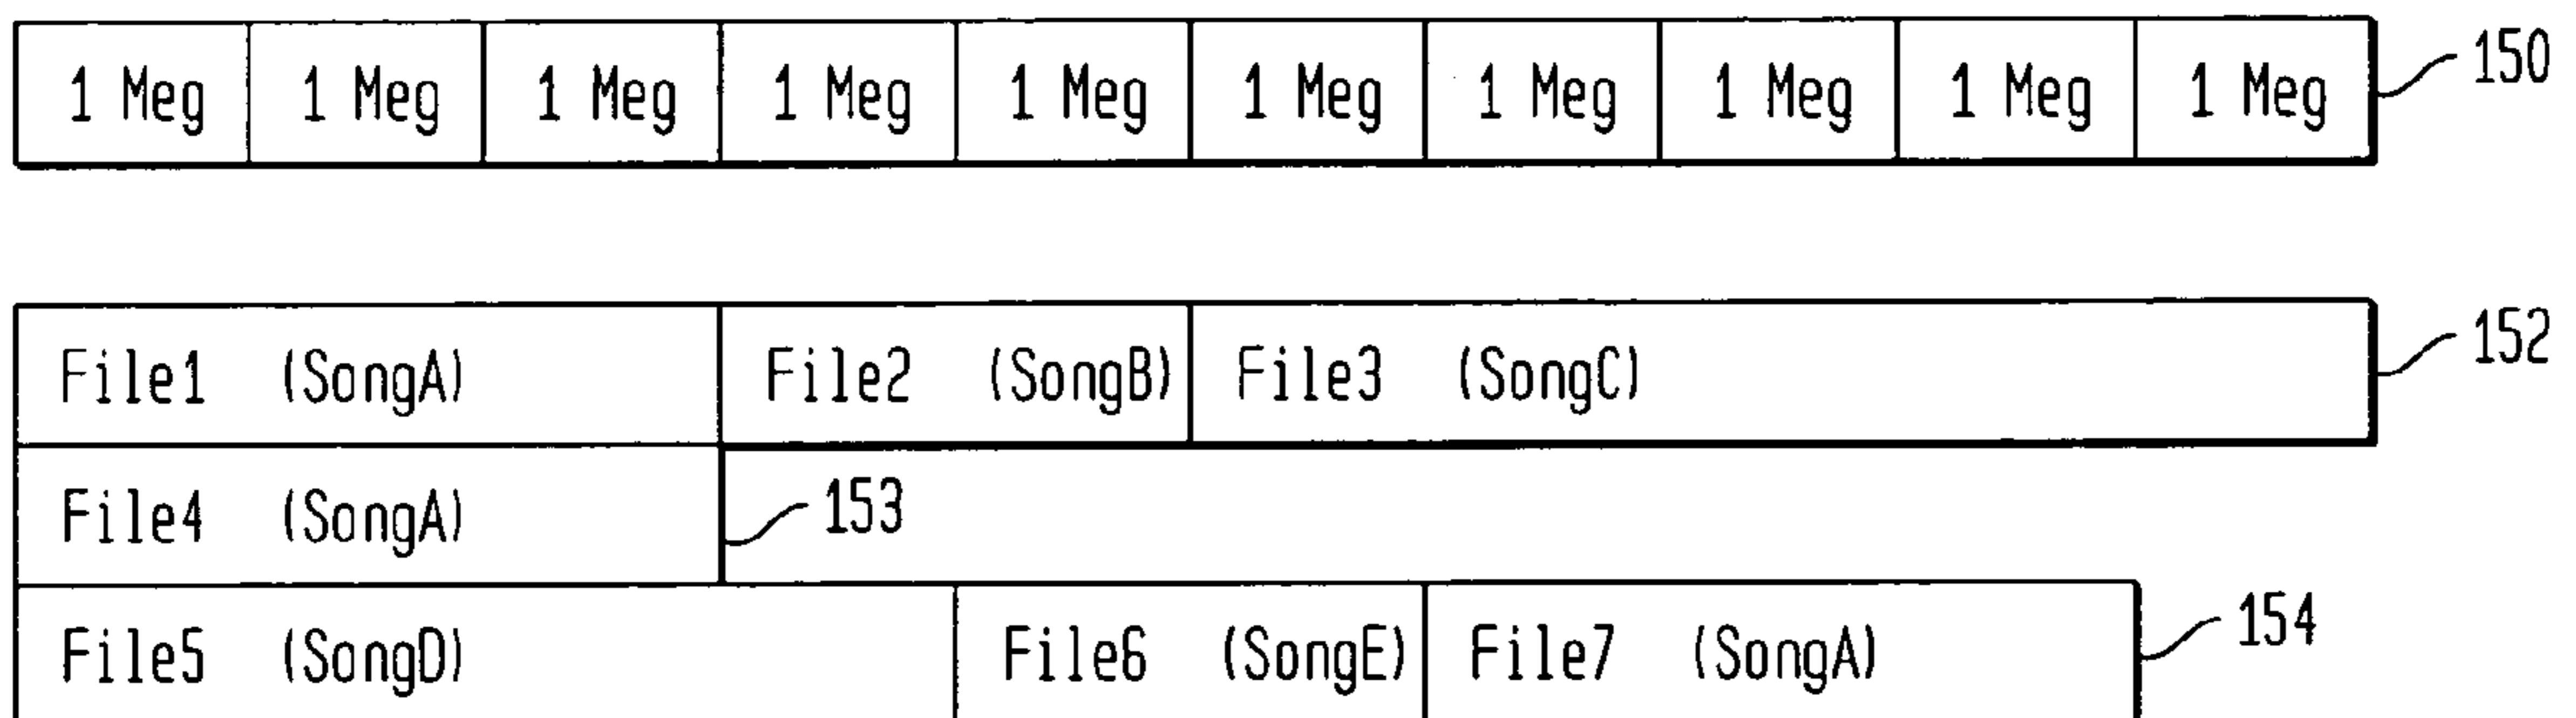 1 Meg 1 Meg 1 Meg 1 Meg 1 Meg 1 Meg 1 Meg 1 Meg 1 Meg 1 Meg 150
File1 (SongA) File2 (SongB) File3 (SongC) 152
File4 (SongA) 153
File5 (SongD) File6 (SongE) File7 (SongA) 154